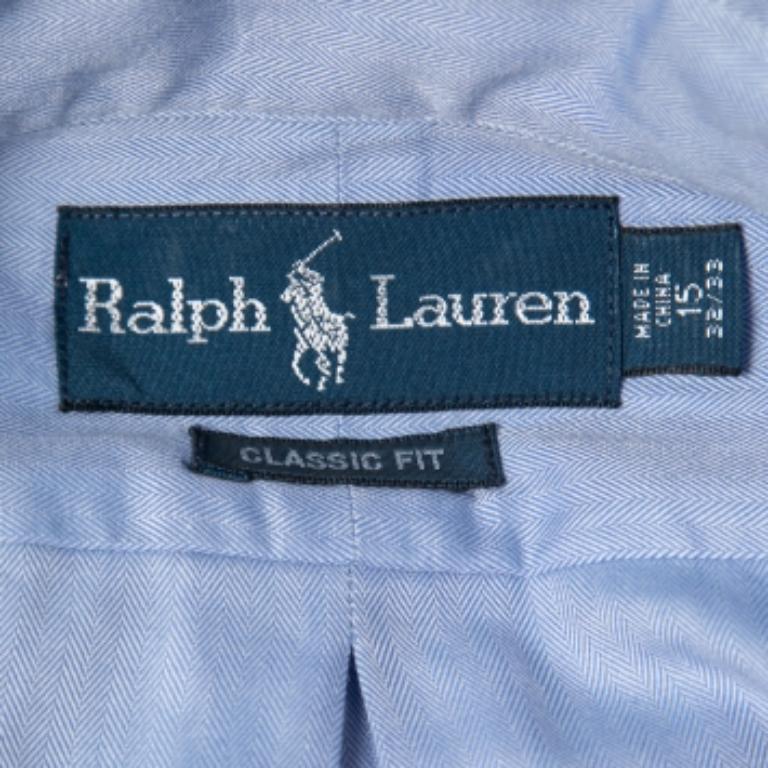 Ralph Lauren
MADE IN
CHINA
15
32/33
CLASSIC FIT